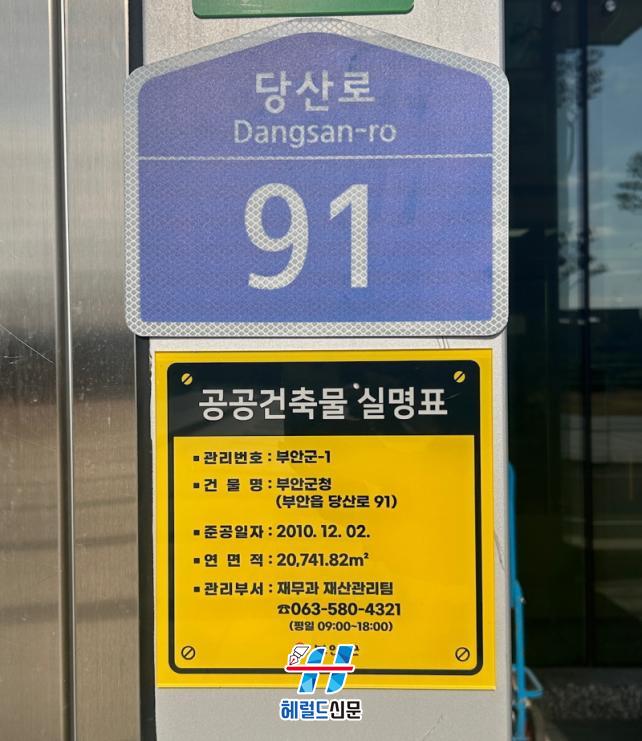 당산로
Dangsan-ro
91
공공건축물 실명표
▪ 관리번호 : 부안군-1
▪ 건 물 명 : 부안군청
(부안읍 당산로 91)
▪ 준공일자 : 2010. 12. 02.
▪ 연 면 적 : 20,741.82m²
▪ 관리부서 : 재무과 재산관리팀
☎063-580-4321
(평일 09:00~18:00)
헤럴드신문